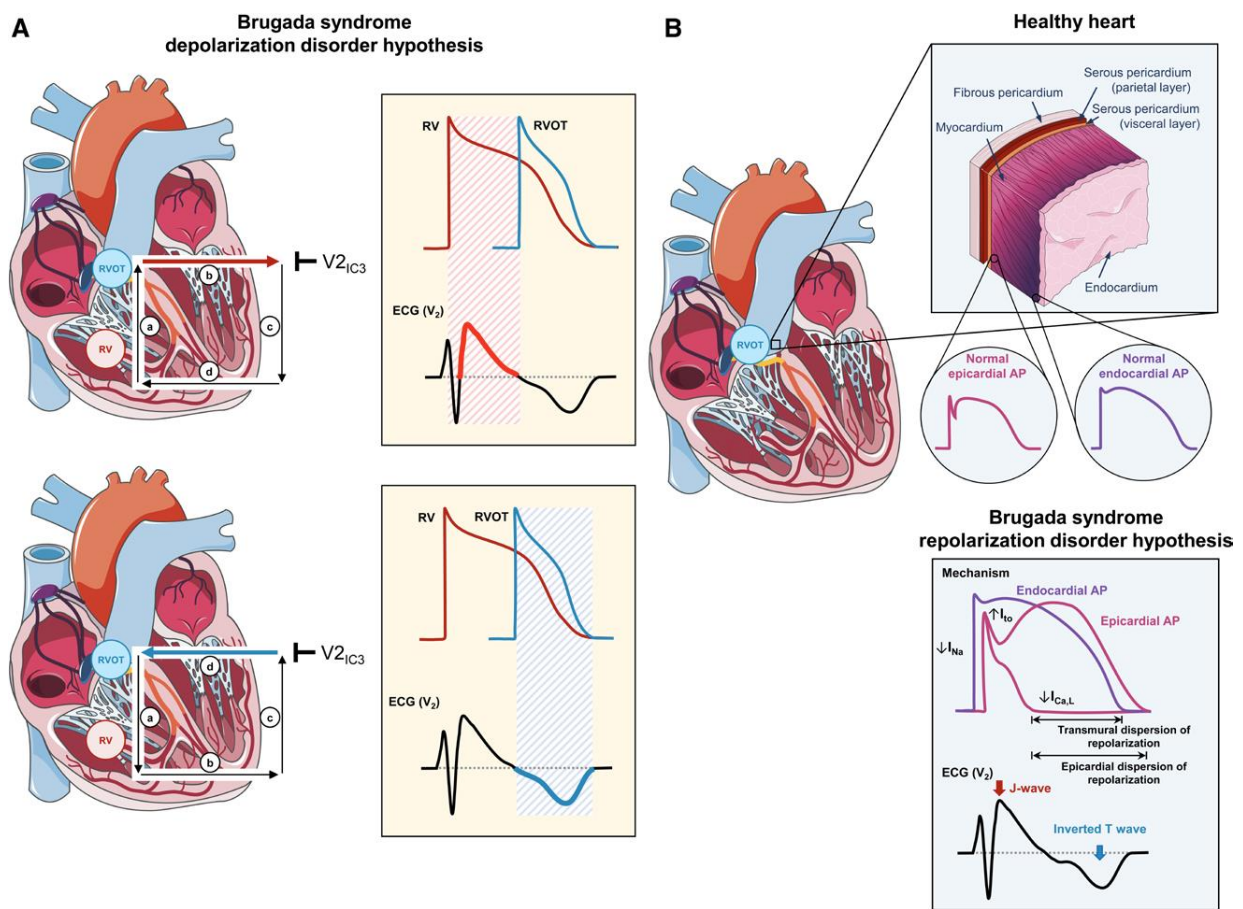 A
Brugada syndrome
depolarization disorder hypothesis
RV
RVOT
RVOT
RV
a
b
c
d
V2IC3
ECG (V2)
RV
RVOT
RVOT
RV
a
b
c
d
V2IC3
ECG (V2)
B
Healthy heart
Fibrous pericardium
Serous pericardium
(parietal layer)
Serous pericardium
(visceral layer)
Myocardium
Endocardium
RVOT
Normal
epicardial AP
Normal
endocardial AP
Brugada syndrome
repolarization disorder hypothesis
Mechanism
Endocardial AP
↑Ito
Epicardial AP
↓INa
↓ICa,L
Transmural dispersion of
repolarization
Epicardial dispersion of
repolarization
ECG (V2)
J-wave
Inverted T wave